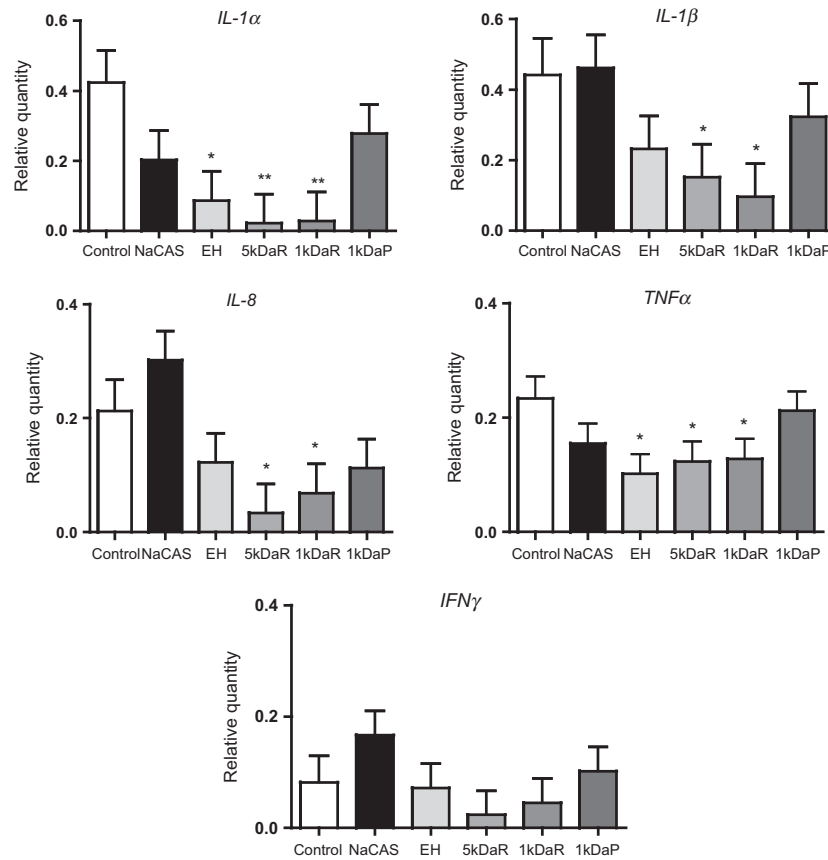 IL-1α
Relative quantity
0.6
0.4
0.2
0.0
*
**
**
Control NaCAS EH 5kDaR 1kDaR 1kDaP
IL-1β
Relative quantity
0.6
0.4
0.2
0.0
*
*
Control NaCAS EH 5kDaR 1kDaR 1kDaP
IL-8
Relative quantity
0.4
0.2
0.0
*
*
Control NaCAS EH 5kDaR 1kDaR 1kDaP
TNFα
Relative quantity
0.4
0.2
0.0
*
*
*
Control NaCAS EH 5kDaR 1kDaR 1kDaP
IFNγ
Relative quantity
0.4
0.2
0.0
Control NaCAS EH 5kDaR 1kDaR 1kDaP